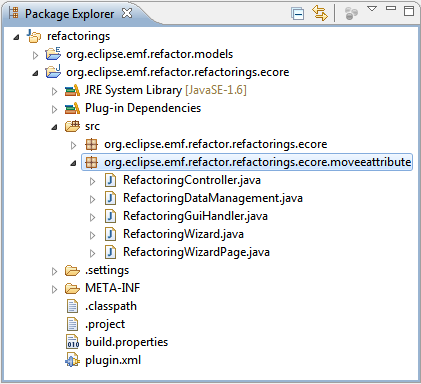 Package Explorer
refactorings
org.eclipse.emf.refactor.models
org.eclipse.emf.refactor.refactorings.ecore
JRE System Library [JavaSE-1.6]
Plug-in Dependencies
src
org.eclipse.emf.refactor.refactorings.ecore
org.eclipse.emf.refactor.refactorings.ecore.moveattribute
RefactoringController.java
RefactoringDataManagement.java
RefactoringGuiHandler.java
RefactoringWizard.java
RefactoringWizardPage.java
.settings
META-INF
.classpath
.project
build.properties
plugin.xml